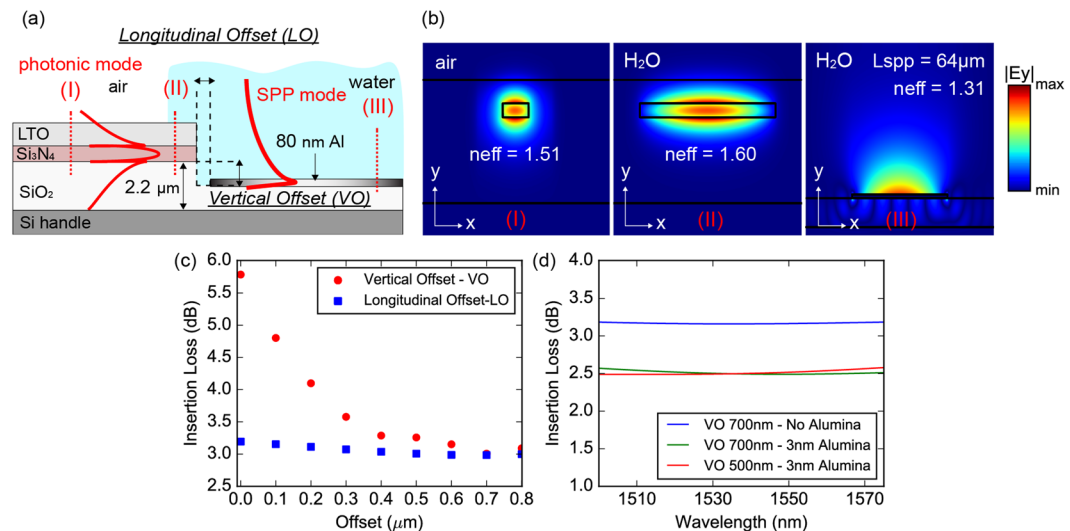 (a)
Longitudinal Offset (LO)
photonic mode
(I)
air
(II)
water
SPP mode
(III)
LTO
80 nm Al
Si₃N₄
SiO₂
2.2 µm
Vertical Offset (VO)
Si handle
(b)
air
neff = 1.51
y
x
(I)
H₂O
neff = 1.60
y
x
(II)
H₂O
Lspp = 64µm
neff = 1.31
y
x
(III)
|Ey|
max
min
(c)
Insertion Loss (dB)
6.0
5.5
5.0
4.5
4.0
3.5
3.0
2.5
Vertical Offset - VO
Longitudinal Offset-LO
0.0 0.1 0.2 0.3 0.4 0.5 0.6 0.7 0.8
Offset (µm)
(d)
Insertion Loss (dB)
4.0
3.5
3.0
2.5
2.0
1.5
1.0
VO 700nm - No Alumina
VO 700nm - 3nm Alumina
VO 500nm - 3nm Alumina
1510 1530 1550 1570
Wavelength (nm)